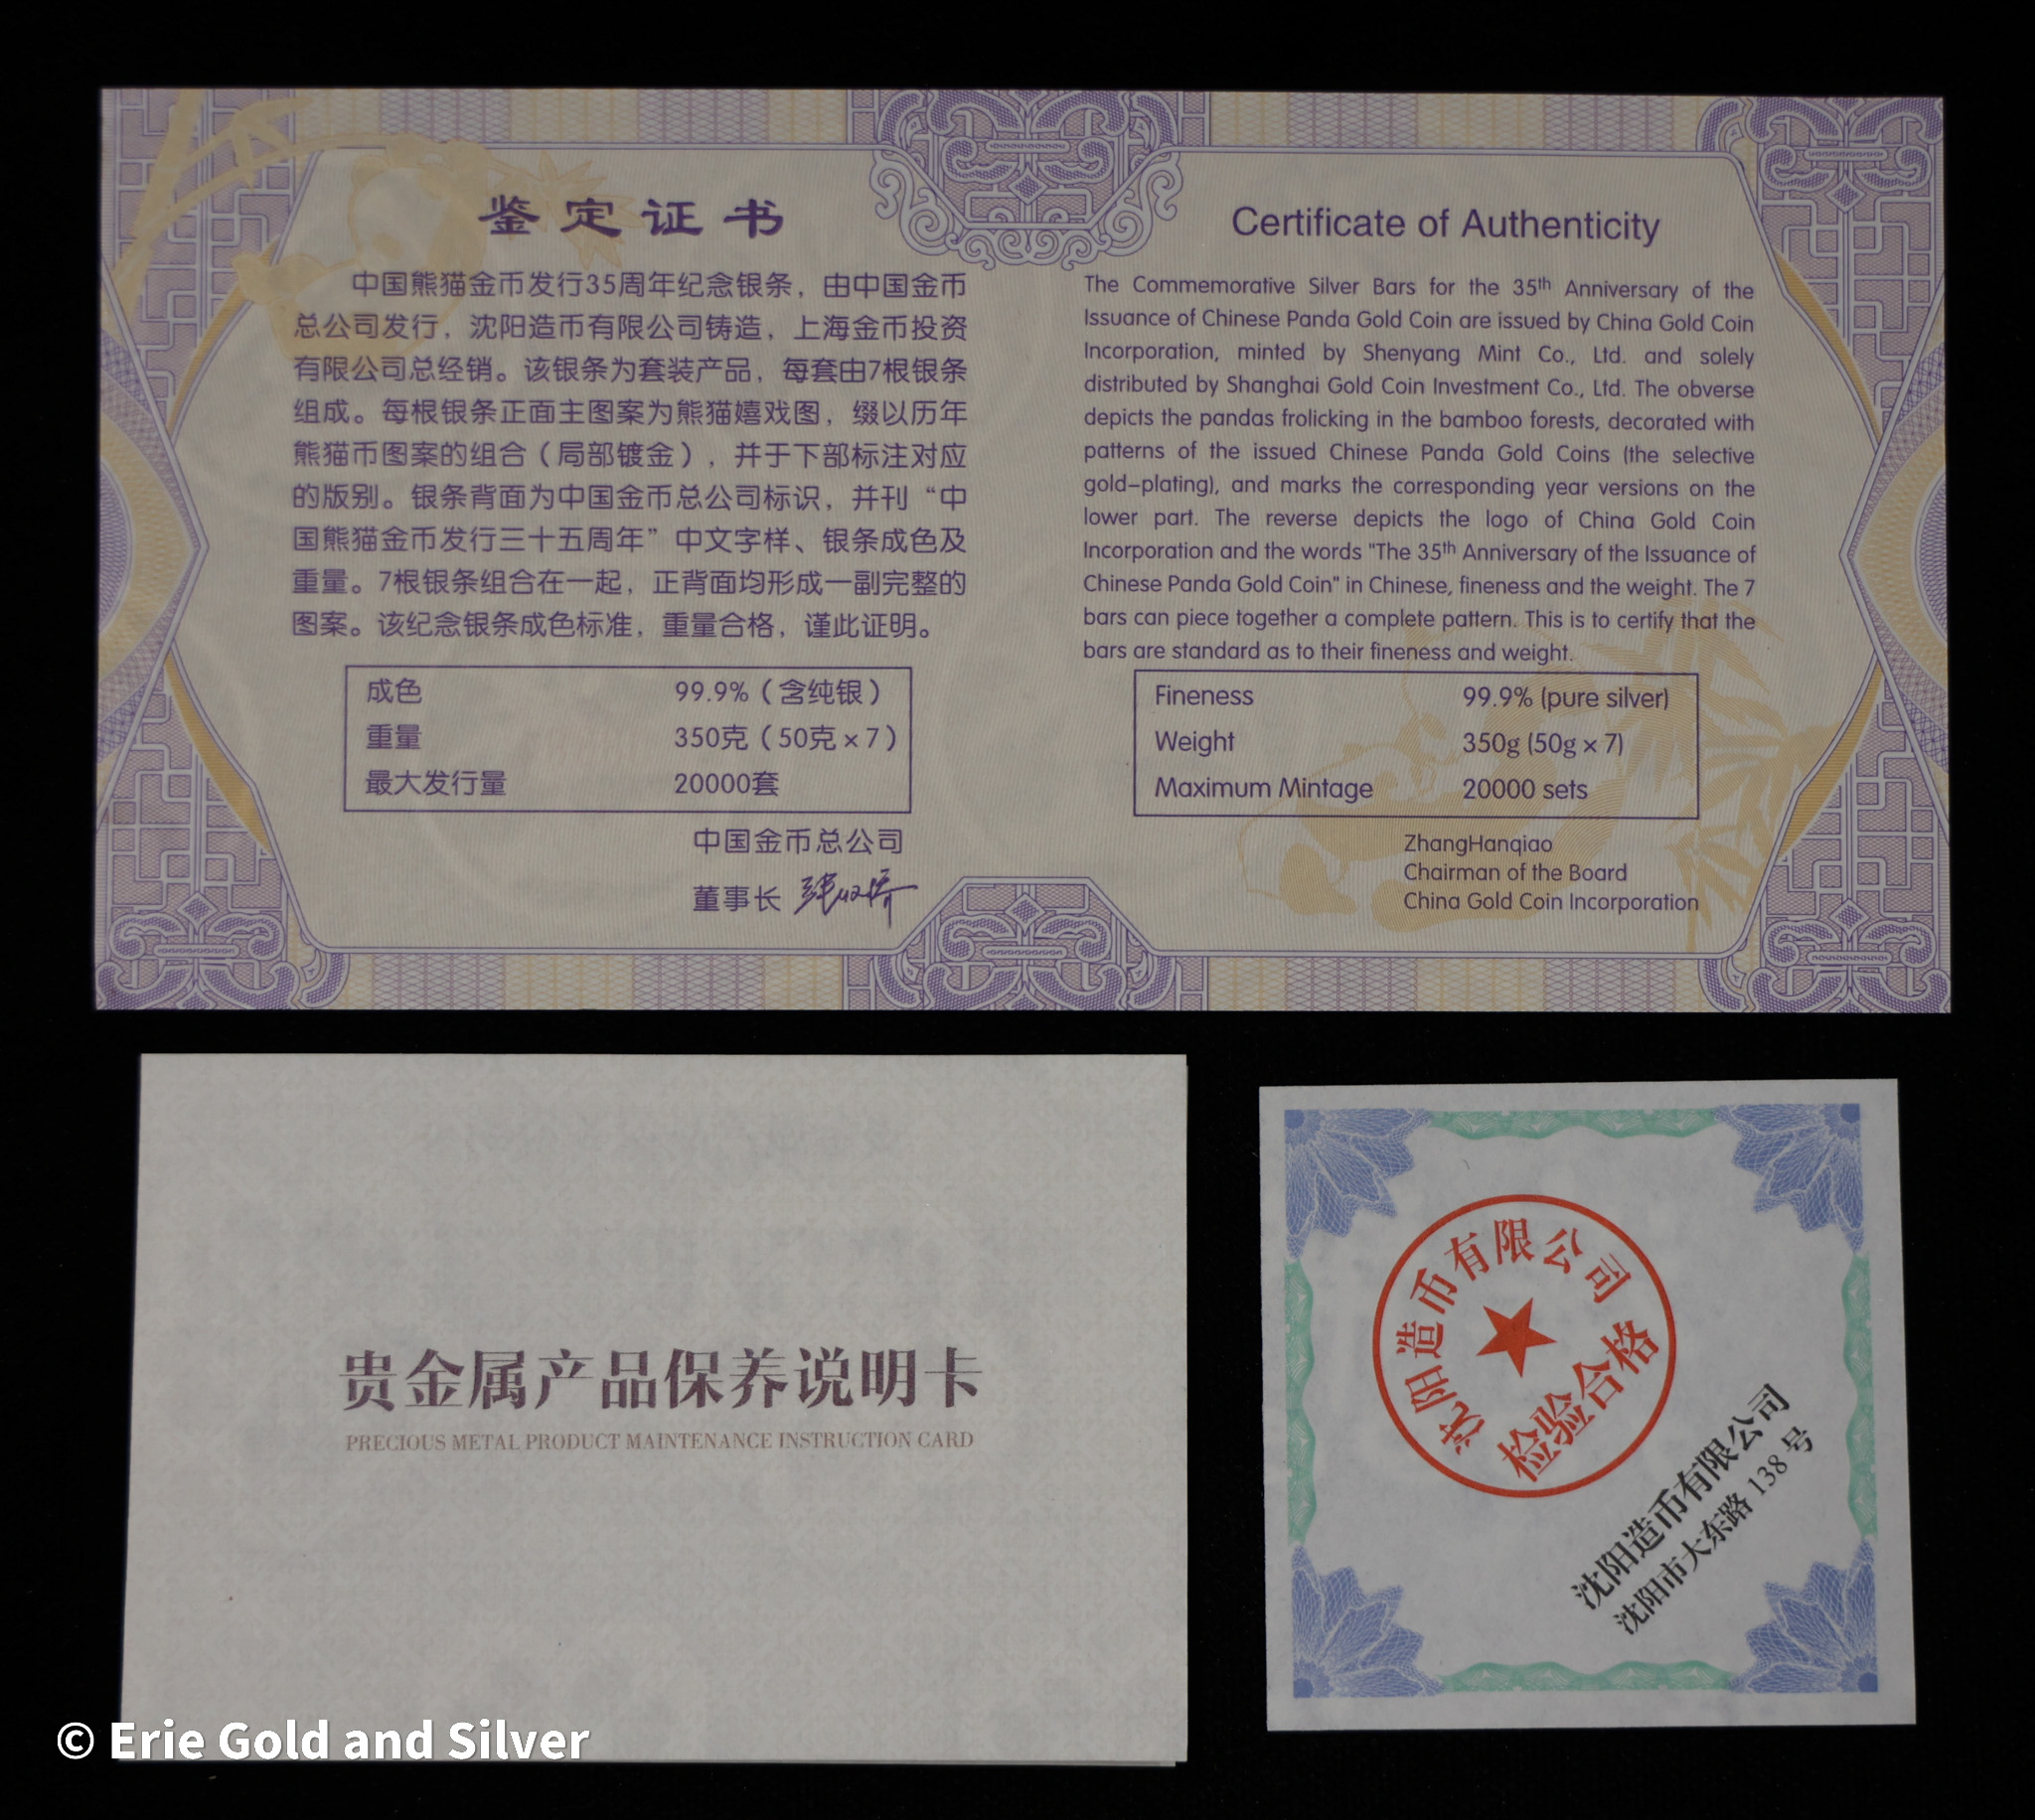 鉴定证书
中国熊猫金币发行35周年纪念银条，由中国金币
总公司发行，沈阳造币有限公司铸造，上海金币投资
有限公司总经销。该银条为套装产品，每套由7根银条
组成。每根银条正面主图案为熊猫嬉戏图，缀以历年
熊猫币图案的组合（局部镀金），并于下部标注对应
的版别。银条背面为中国金币总公司标识，并刊“中
国熊猫金币发行三十五周年”中文字样、银条成色及
重量。7根银条组合在一起，正背面均形成一副完整的
图案。该纪念银条成色标准，重量合格，谨此证明。
成色 99.9%（含纯银）
重量 350克（50克×7）
最大发行量 20000套
中国金币总公司
董事长
Certificate of Authenticity
The Commemorative Silver Bars for the 35th Anniversary of the
Issuance of Chinese Panda Gold Coin are issued by China Gold Coin
Incorporation, minted by Shenyang Mint Co., Ltd. and solely
distributed by Shanghai Gold Coin Investment Co., Ltd. The obverse
depicts the pandas frolicking in the bamboo forests, decorated with
patterns of the issued Chinese Panda Gold Coins (the selective
gold-plating), and marks the corresponding year versions on the
lower part. The reverse depicts the logo of China Gold Coin
Incorporation and the words "The 35th Anniversary of the Issuance of
Chinese Panda Gold Coin" in Chinese, fineness and the weight. The 7
bars can piece together a complete pattern. This is to certify that the
bars are standard as to their fineness and weight.
Fineness 99.9% (pure silver)
Weight 350g (50g×7)
Maximum Mintage 20000 sets
ZhangHanqiao
Chairman of the Board
China Gold Coin Incorporation
贵金属产品保养说明卡
PRECIOUS METAL PRODUCT MAINTENANCE INSTRUCTION CARD
沈阳造币有限公司
检验合格
沈阳造币有限公司
沈阳市大东路 138 号
© Erie Gold and Silver